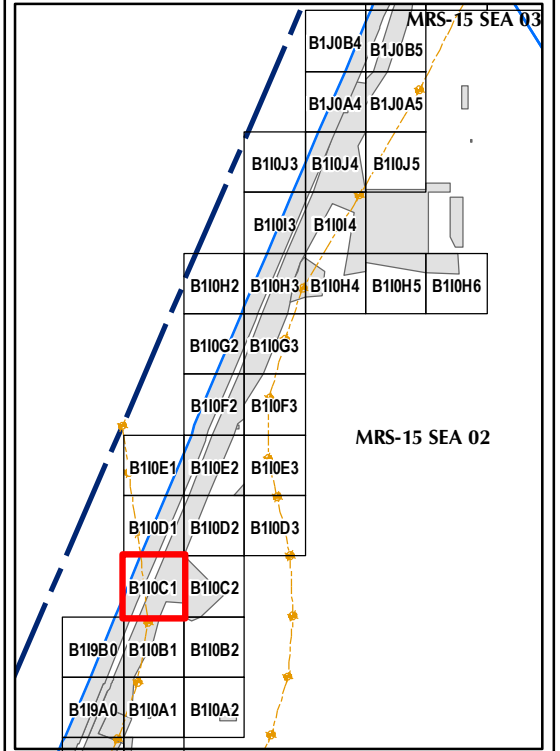 MRS-15 SEA 03
B1J0B4 B1J0B5
B1J0A4 B1J0A5
B1I0J3 B1I0J4 B1I0J5
B1I0I3 B1I0I4
B1I0H2 B1I0H3 B1I0H4 B1I0H5 B1I0H6
B1I0G2 B1I0G3
B1I0F2 B1I0F3
MRS-15 SEA 02
B1I0E1 B1I0E2 B1I0E3
B1I0D1 B1I0D2 B1I0D3
B1I0C1 B1I0C2
B1I9B0 B1I0B1 B1I0B2
B1I9A0 B1I0A1 B1I0A2